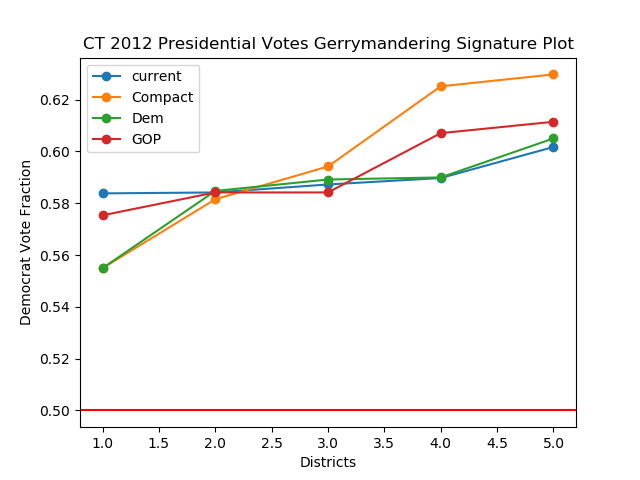 CT 2012 Presidential Votes Gerrymandering Signature Plot
current
Compact
Dem
GOP
Democrat Vote Fraction
0.62
0.60
0.58
0.56
0.54
0.52
0.50
1.0 1.5 2.0 2.5 3.0 3.5 4.0 4.5 5.0
Districts